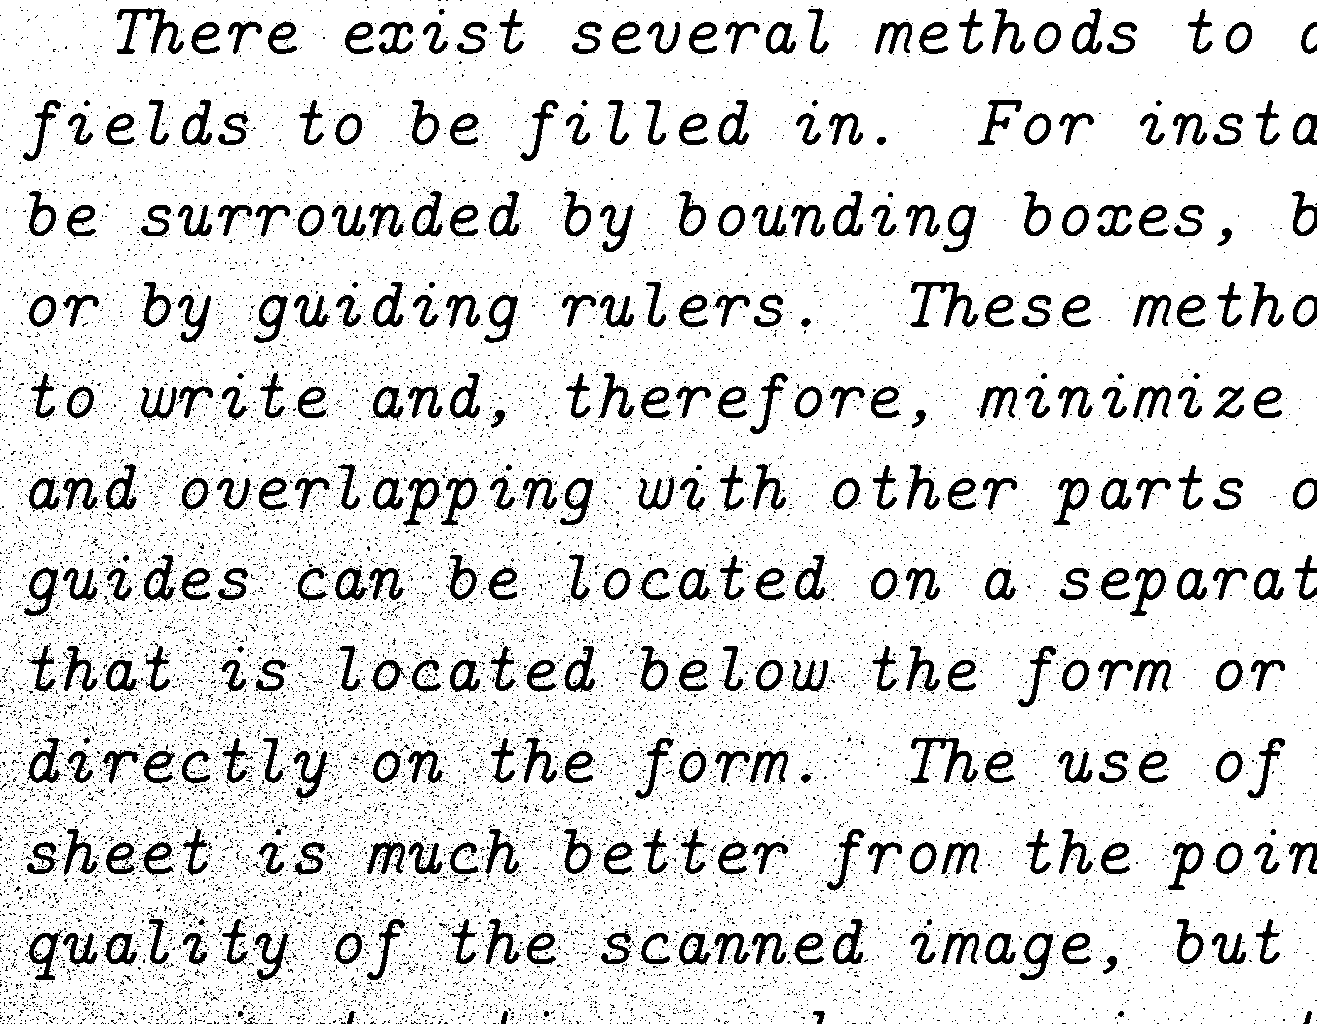 There exist several methods to
fields to be filled in. For insta
be surrounded by bounding boxes, b
or by guiding rulers. These metho
to write and, therefore, minimize
and overlapping with other parts o
guides can be located on a separat
that is located below the form or
directly on the form. The use of
sheet is much better from the poin
quality of the scanned image, but